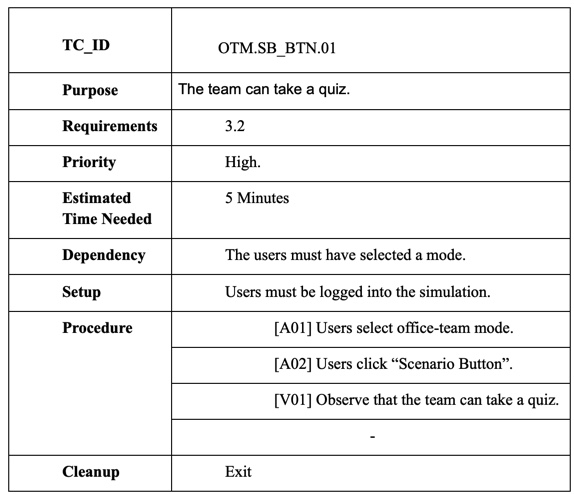 TC_ID OTM.SB_BTN.01
Purpose The team can take a quiz.
Requirements 3.2
Priority High.
Estimated 5 Minutes
Time Needed
Dependency The users must have selected a mode.
Setup Users must be logged into the simulation.
Procedure [A01] Users select office-team mode.
[A02] Users click “Scenario Button”.
[V01] Observe that the team can take a quiz.
-
Cleanup Exit